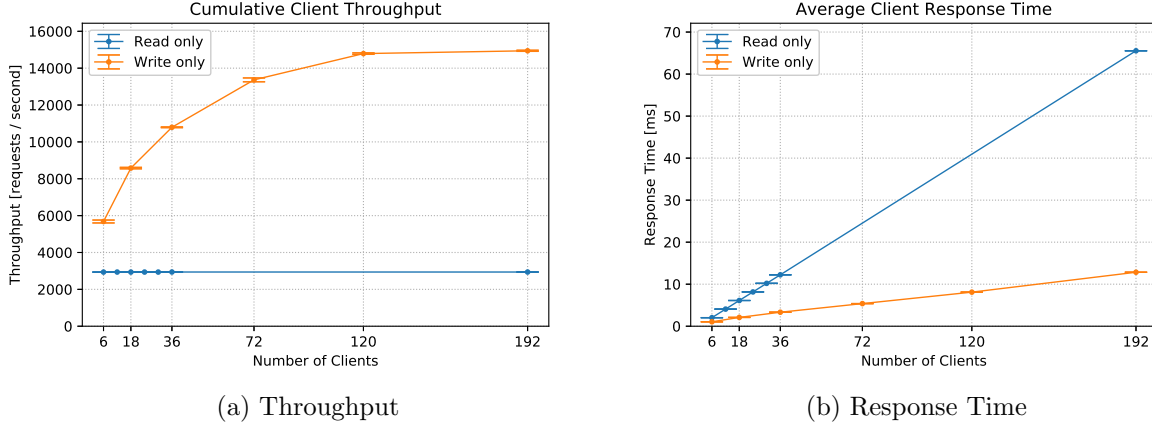 Cumulative Client Throughput
Throughput [requests / second]
16000
14000
12000
10000
8000
6000
4000
2000
0
Read only
Write only
6 18 36 72 120 192
Number of Clients
(a) Throughput
Average Client Response Time
Response Time [ms]
70
60
50
40
30
20
10
0
Read only
Write only
6 18 36 72 120 192
Number of Clients
(b) Response Time